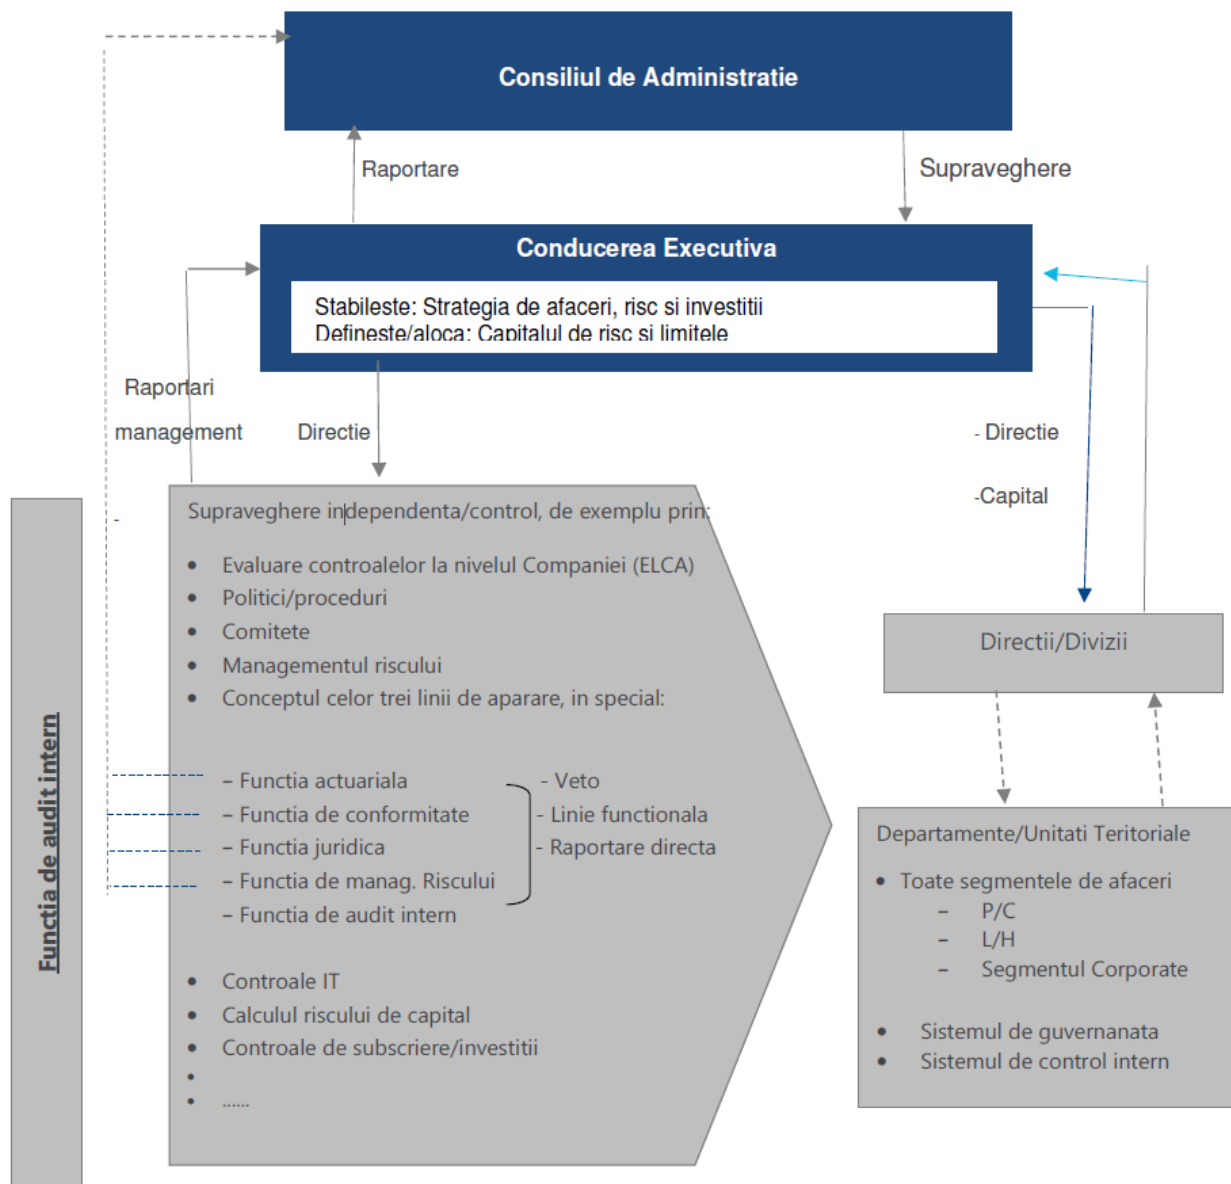 Consiliul de Administratie
Raportare
Supraveghere
Conducerea Executiva
Stabileste: Strategia de afaceri, risc si investitii
Defineste/aloca: Capitalul de risc si limitele
Raportari
management
Directie
- Directie
-Capital
Functia de audit intern
-
Supraveghere independenta/control, de exemplu prin:
• Evaluare controalelor la nivelul Companiei (ELCA)
• Politici/proceduri
• Comitete
• Managementul riscului
• Conceptul celor trei linii de aparare, in special:
– Functia actuariala
– Functia de conformitate
– Functia juridica
– Functia de manag. Riscului
– Functia de audit intern
- Veto
- Linie functionala
- Raportare directa
• Controale IT
• Calculul riscului de capital
• Controale de subscriere/investitii
•
• ......
Directii/Divizii
Departamente/Unitati Teritoriale
• Toate segmentele de afaceri
– P/C
– L/H
– Segmentul Corporate
• Sistemul de guvernanata
• Sistemul de control intern